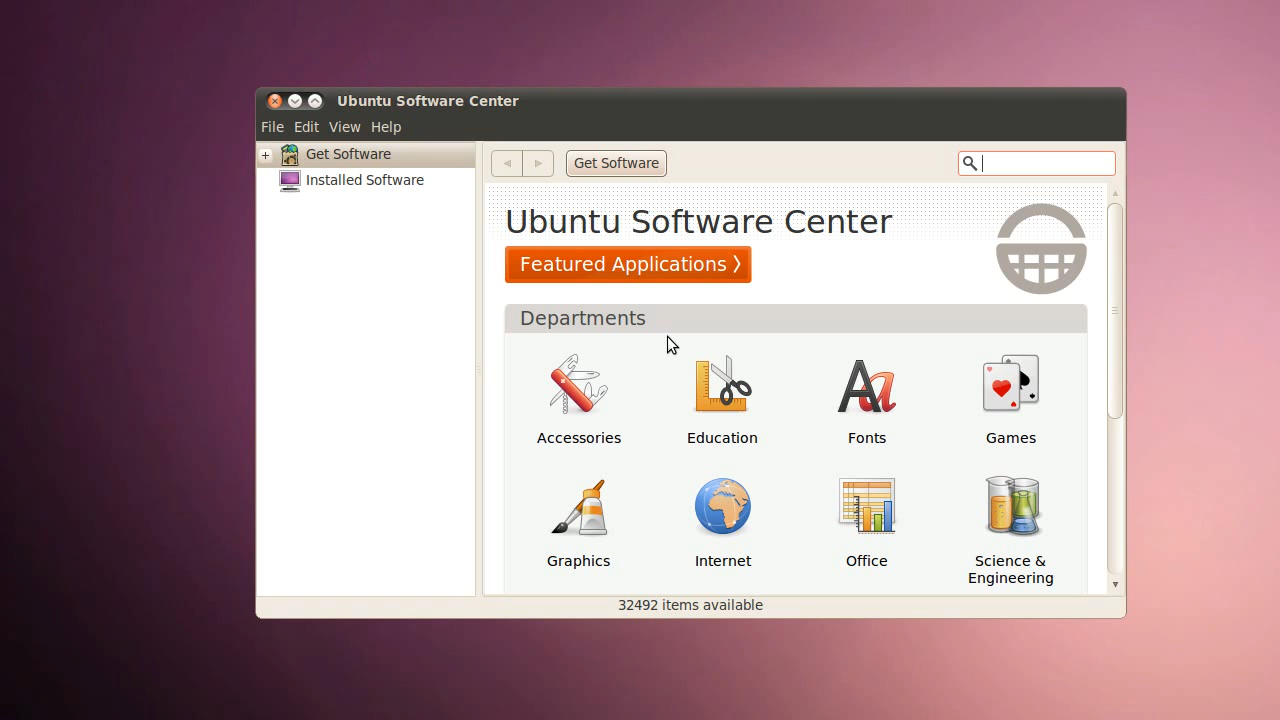 Ubuntu Software Center
File Edit View Help
Get Software
Installed Software
Get Software
Ubuntu Software Center
Featured Applications 〉
Departments
Accessories
Education
Fonts
Games
Graphics
Internet
Office
Science &
Engineering
32492 items available